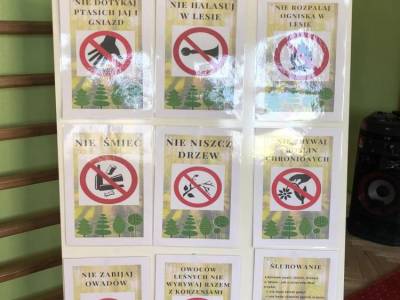 NIE DOTYKAJ
PTASICH JAJ I
GNIAZD
NIE HAŁASUJ
W LESIE
NIE ROZPALAJ
OGNISKA W
LESIE
NIE ŚMIEĆ
NIE NISZCZ
DRZEW
ROŚLIN
CHRONIONYCH
NIE ZABIJAJ
OWADÓW
OWOCÓW
LEŚNYCH NIE
WYRYWAJ RAZEM
Z KORZENIAMI
ŚLUBOWANIE